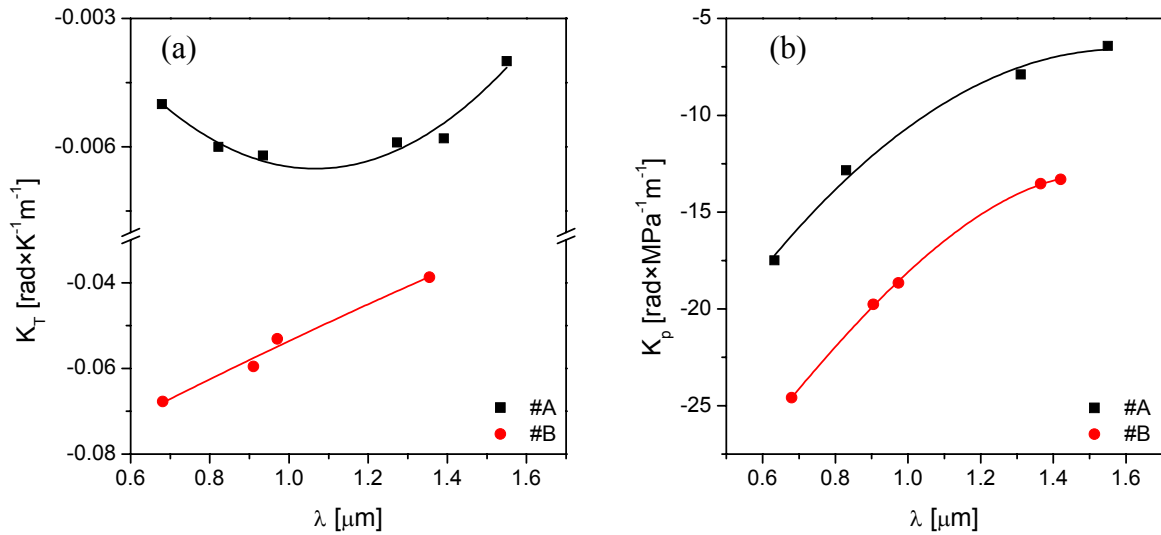 (a)
-0.003
-0.006
-0.04
-0.06
-0.08
K_T [rad×K⁻¹m⁻¹]
0.6 0.8 1.0 1.2 1.4 1.6
λ [μm]
#A
#B
(b)
-5
-10
-15
-20
-25
K_p [rad×MPa⁻¹m⁻¹]
0.6 0.8 1.0 1.2 1.4 1.6
λ [μm]
#A
#B